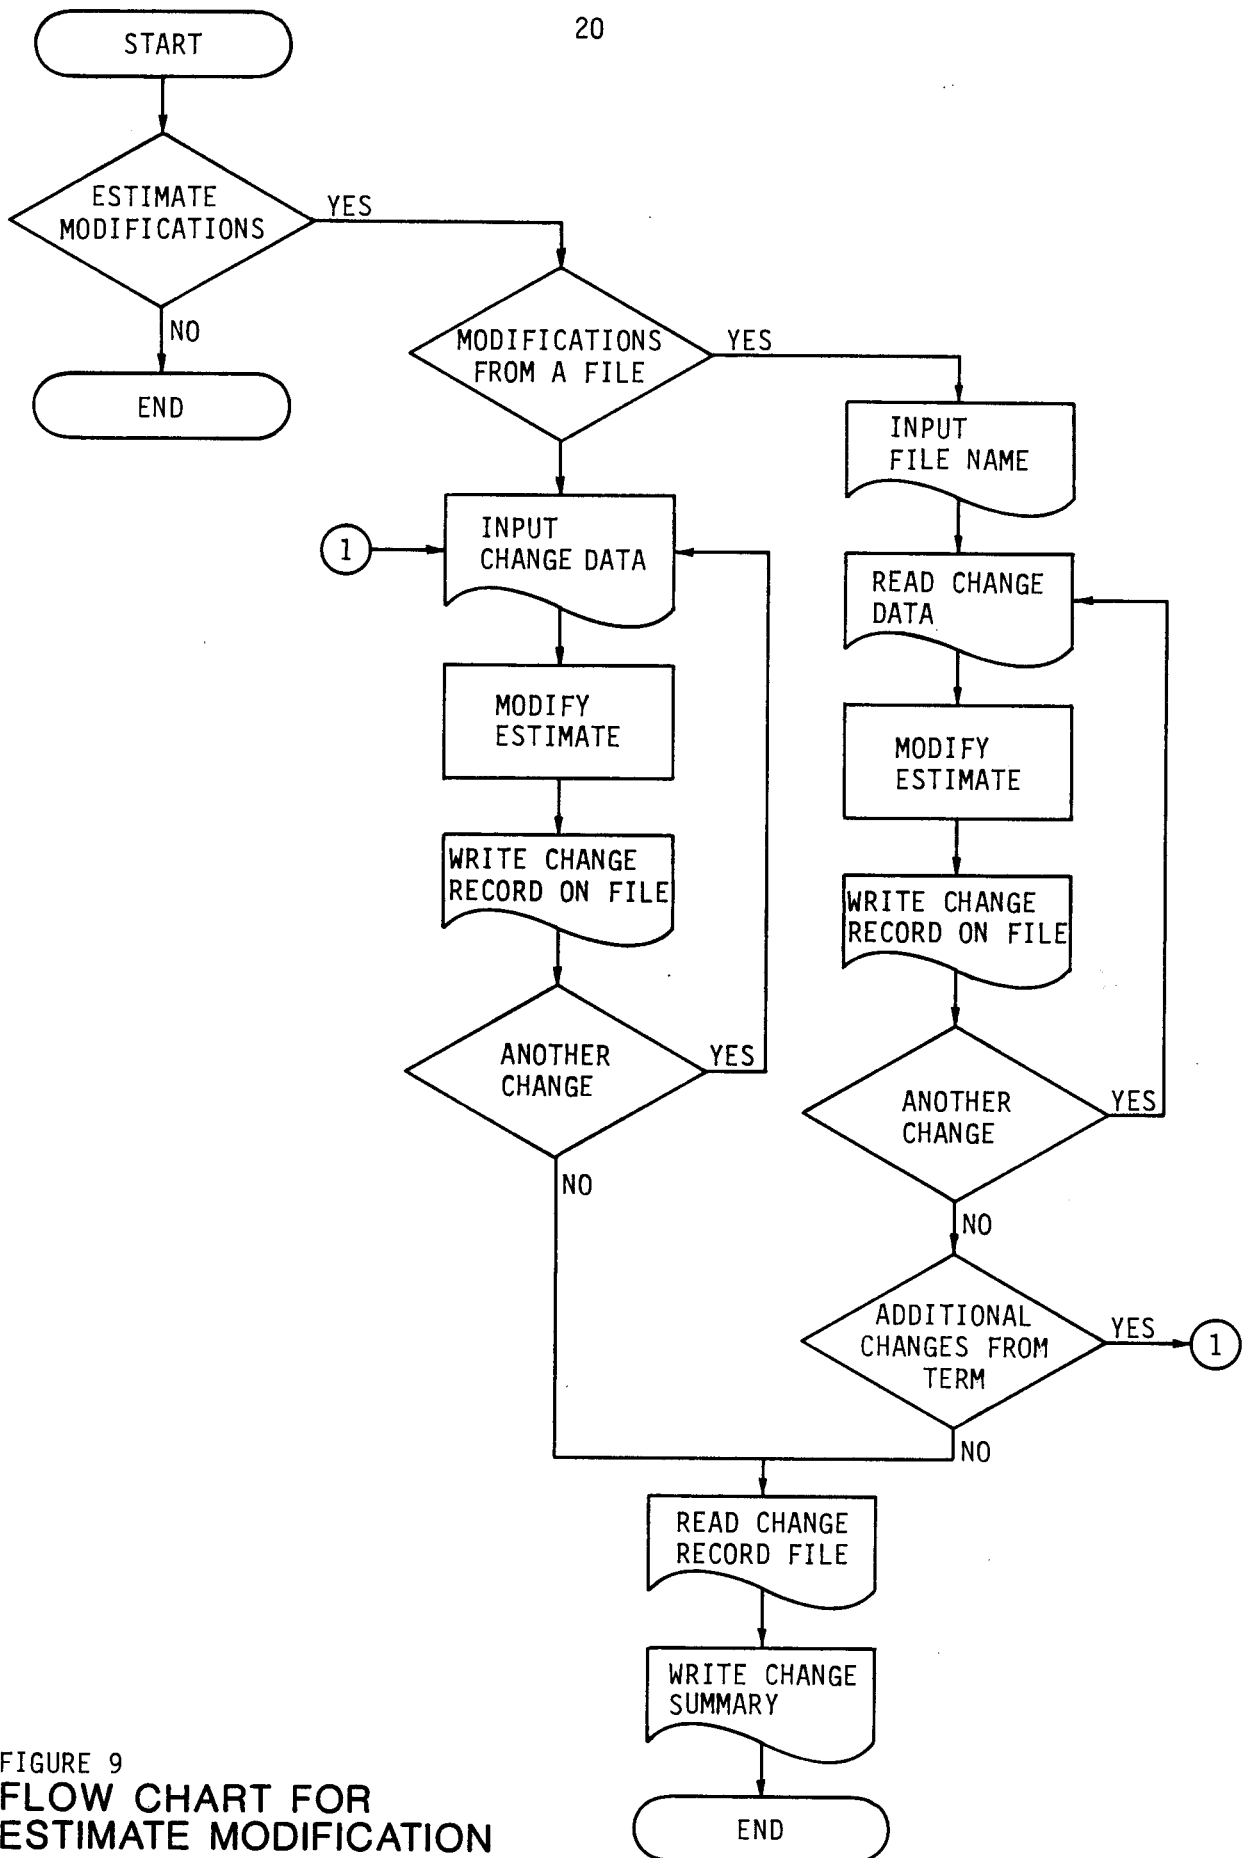 20
START
ESTIMATE
MODIFICATIONS
YES
NO
END
MODIFICATIONS
FROM A FILE
YES
INPUT
FILE NAME
1
INPUT
CHANGE DATA
READ CHANGE
DATA
MODIFY
ESTIMATE
MODIFY
ESTIMATE
WRITE CHANGE
RECORD ON FILE
WRITE CHANGE
RECORD ON FILE
ANOTHER
CHANGE
YES
NO
ANOTHER
CHANGE
YES
NO
ADDITIONAL
CHANGES FROM
TERM
YES
1
NO
READ CHANGE
RECORD FILE
WRITE CHANGE
SUMMARY
END
FIGURE 9
FLOW CHART FOR
ESTIMATE MODIFICATION